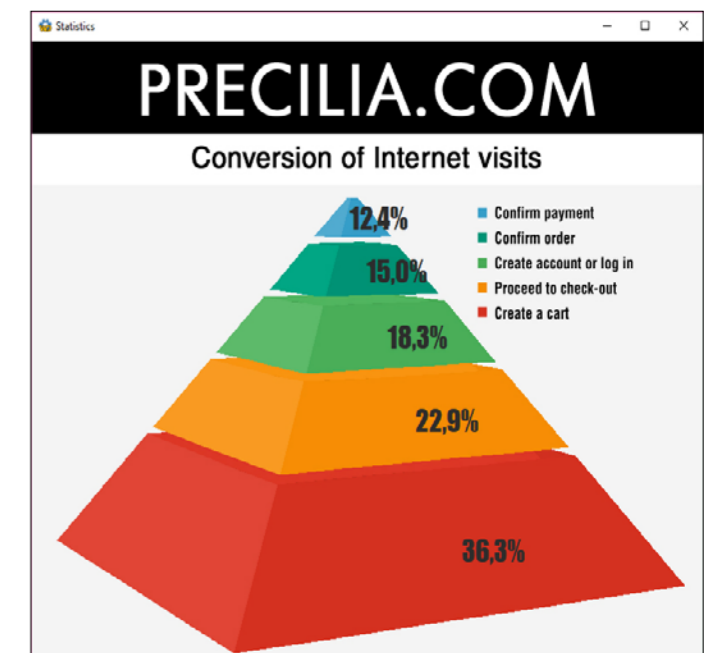 Statistics
PRECILIA.COM
Conversion of Internet visits
12,4%
Confirm payment
Confirm order
15,0%
Create account or log in
Proceed to check-out
Create a cart
18,3%
22,9%
36,3%